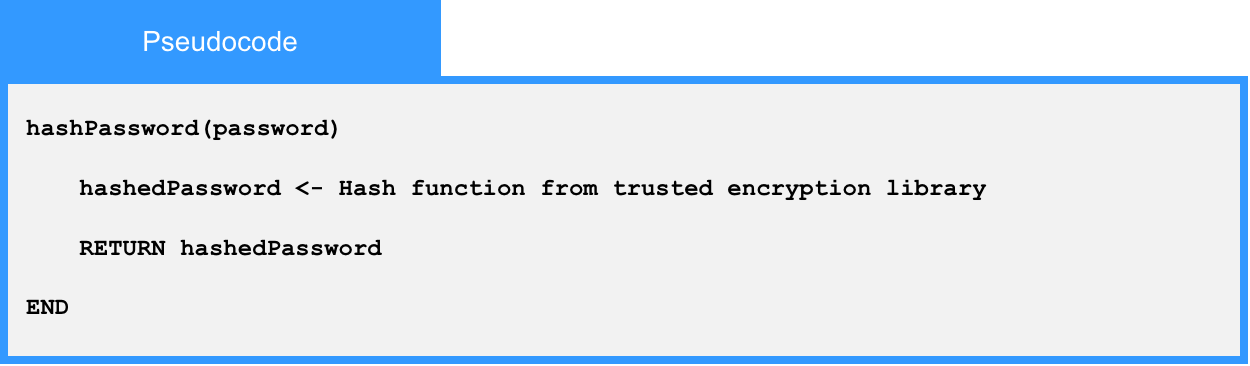 Pseudocode
hashPassword(password)
hashedPassword <- Hash function from trusted encryption library
RETURN hashedPassword
END